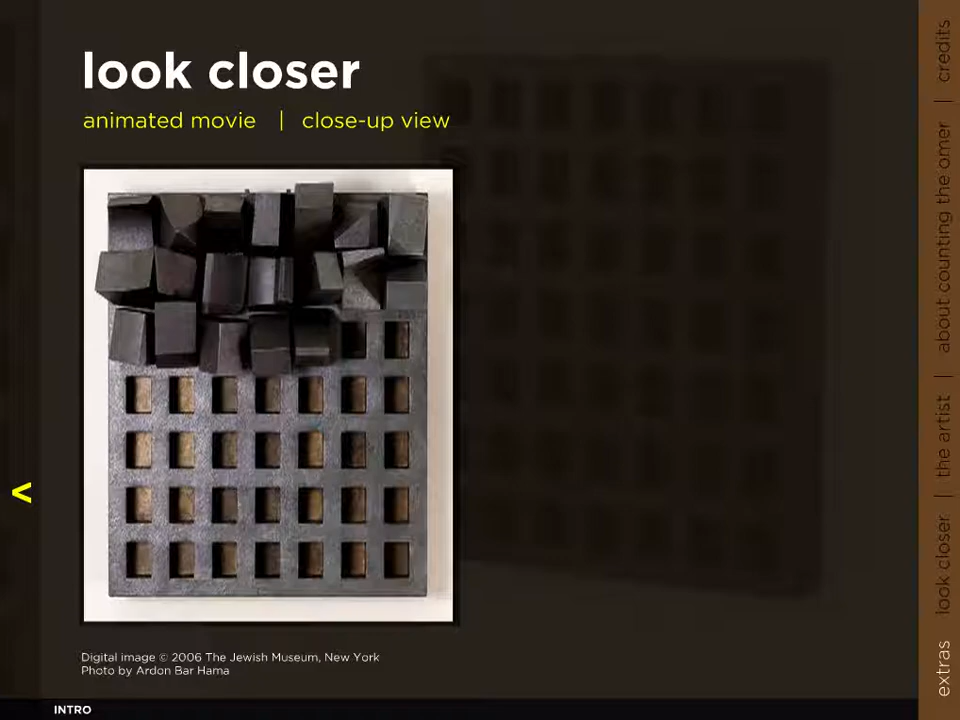 look closer
animated movie | close-up view
<
Digital image © 2006 The Jewish Museum, New York
Photo by Ardon Bar Hama
INTRO
extras look closer | the artist | about counting the omer | credits